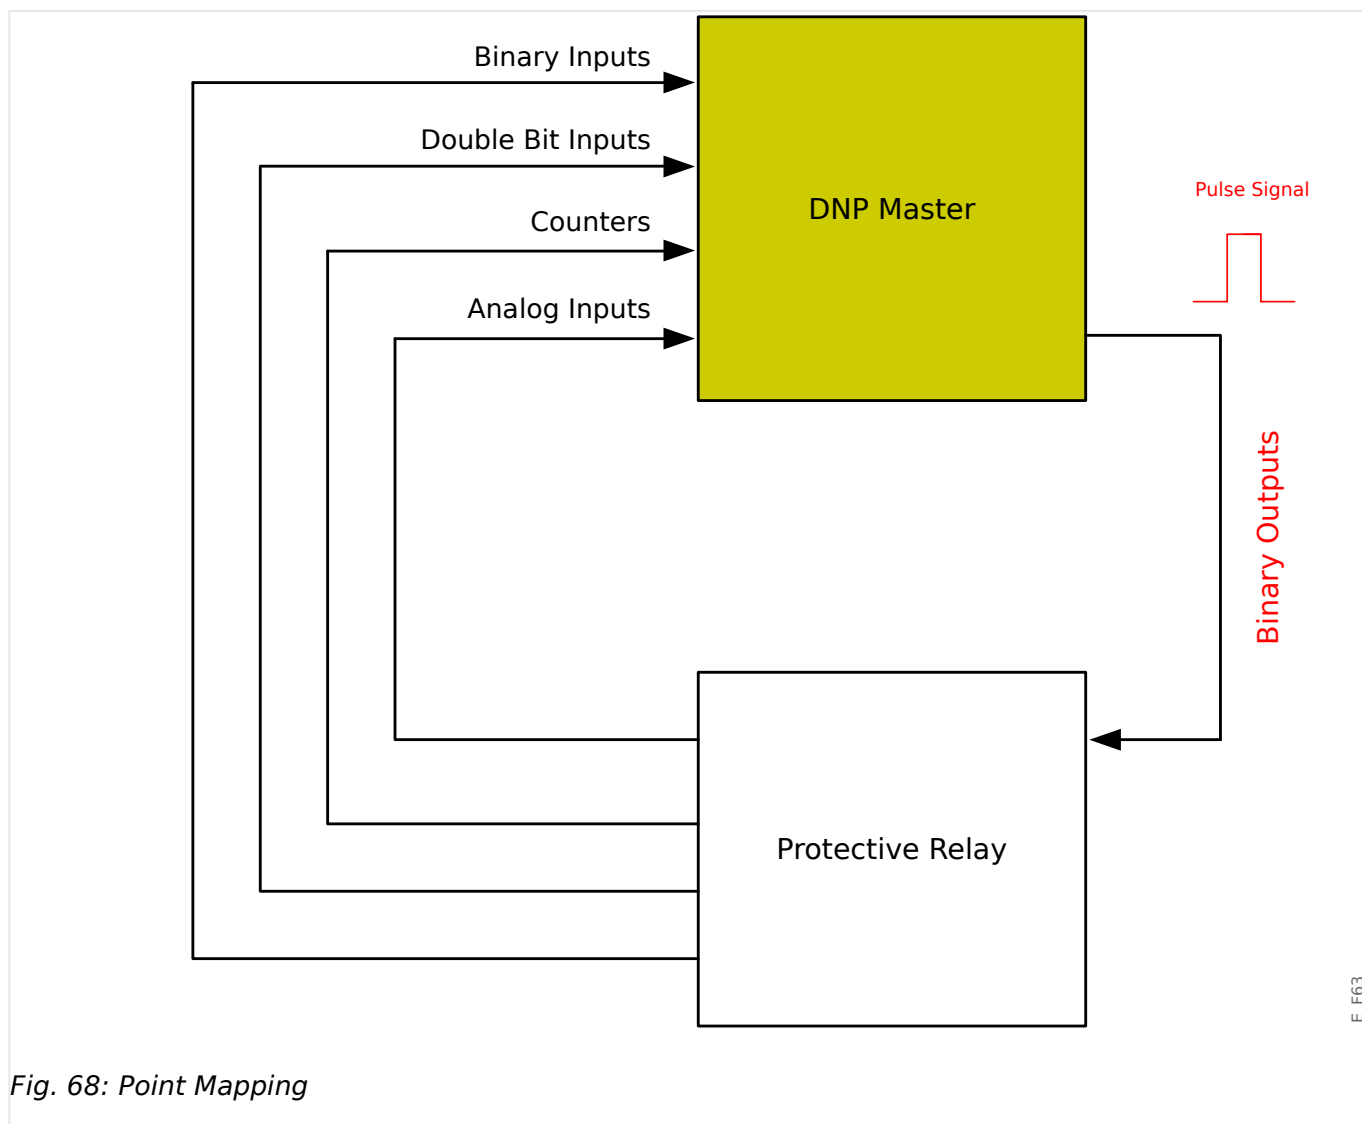 Binary Inputs
Double Bit Inputs
Counters
Analog Inputs
DNP Master
Pulse Signal
Binary Outputs
Protective Relay
Fig. 68: Point Mapping